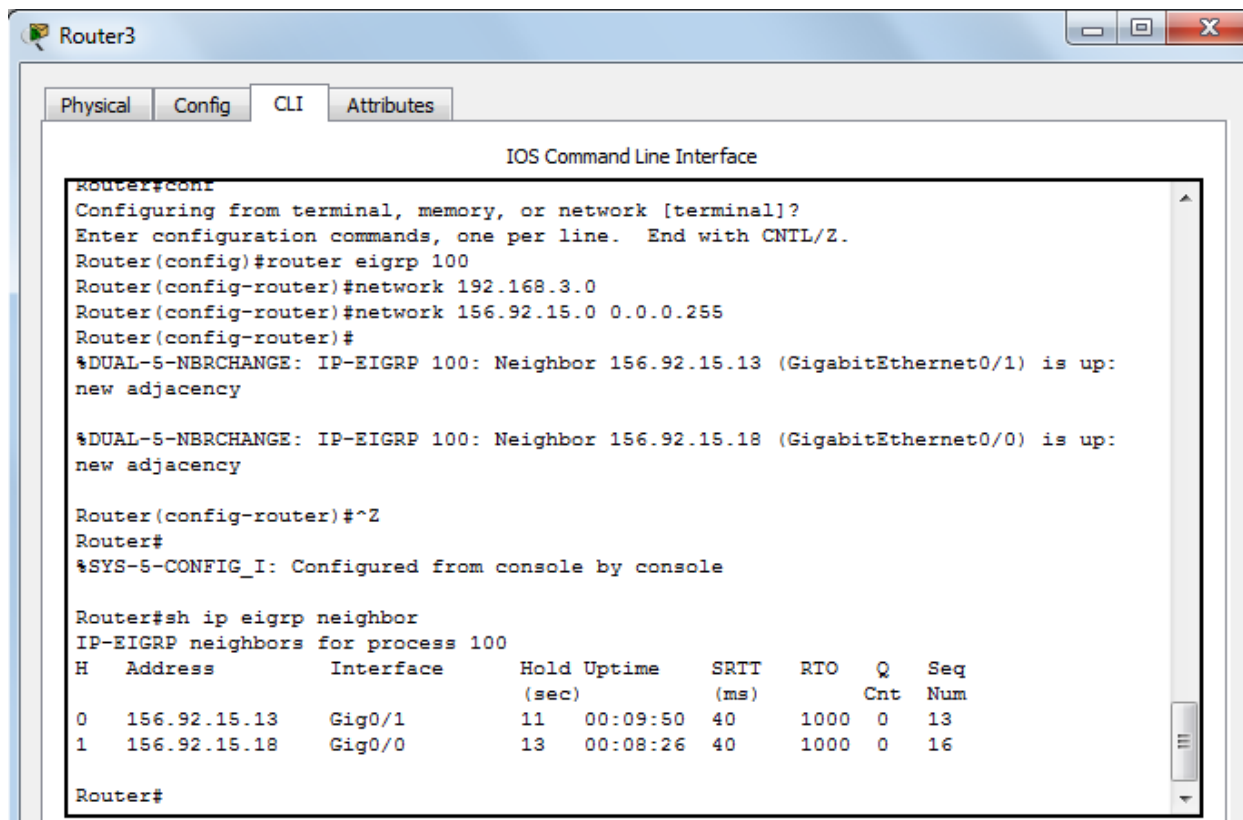 Router3
Physical Config CLI Attributes
IOS Command Line Interface
Router#conf
Configuring from terminal, memory, or network [terminal]?
Enter configuration commands, one per line.  End with CNTL/Z.
Router(config)#router eigrp 100
Router(config-router)#network 192.168.3.0
Router(config-router)#network 156.92.15.0 0.0.0.255
Router(config-router)#
%DUAL-5-NBRCHANGE: IP-EIGRP 100: Neighbor 156.92.15.13 (GigabitEthernet0/1) is up:
new adjacency
%DUAL-5-NBRCHANGE: IP-EIGRP 100: Neighbor 156.92.15.18 (GigabitEthernet0/0) is up:
new adjacency
Router(config-router)#^Z
Router#
%SYS-5-CONFIG_I: Configured from console by console
Router#sh ip eigrp neighbor
IP-EIGRP neighbors for process 100
H   Address         Interface      Hold Uptime    SRTT   RTO   Q   Seq
(sec)           (ms)        Cnt  Num
0   156.92.15.13    Gig0/1         11   00:09:50  40     1000  0   13
1   156.92.15.18    Gig0/0         13   00:08:26  40     1000  0   16
Router#